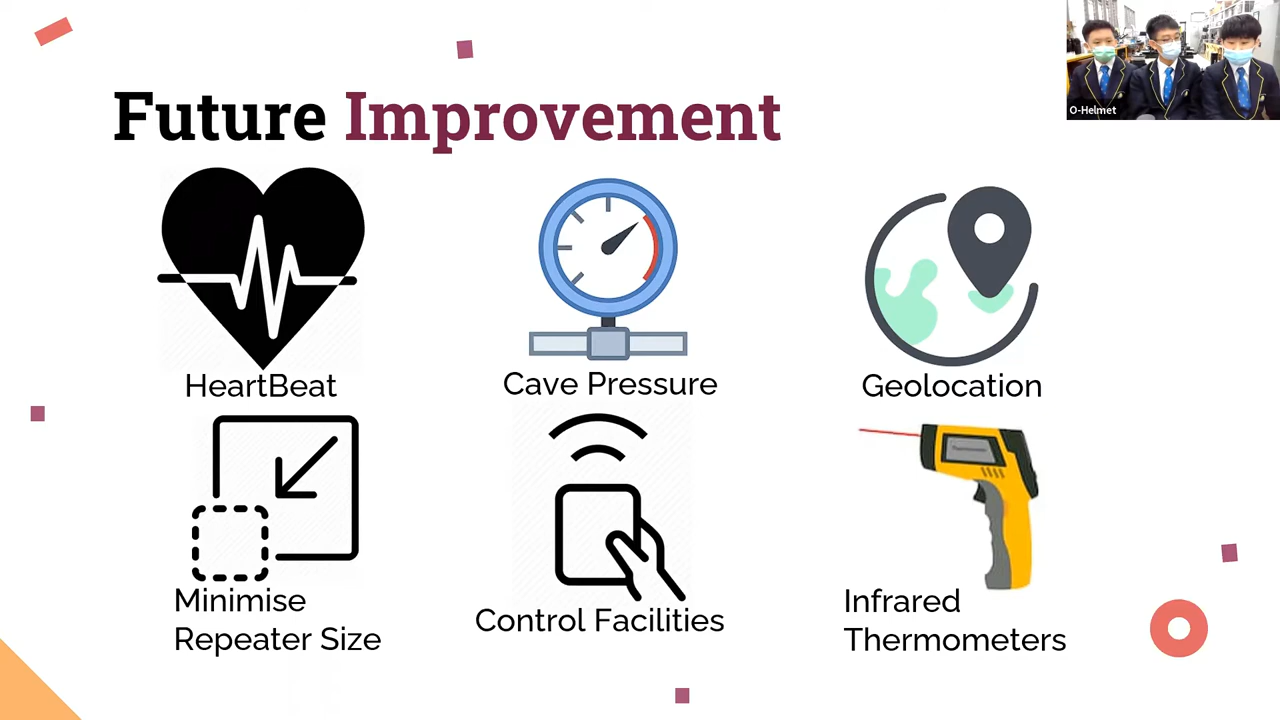 Future Improvement
O-Helmet
HeartBeat
Cave Pressure
Geolocation
Minimise
Repeater Size
Control Facilities
Infrared
Thermometers